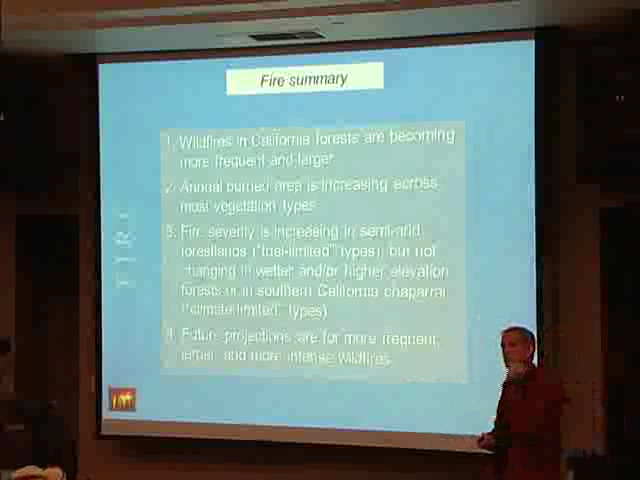 Fire summary
1. Wildfires in California forests are becoming
more frequent and larger
2. Annual burned area is increasing across
most vegetation types
3. Fire severity is increasing in semi-arid
forestlands ("fuel-limited" types), but not
changing in wetter and/or higher elevation
forests or in southern California chaparral
("climate-limited" types)
4. Future projections are for more frequent,
larger, and more intense wildfires
FIRE